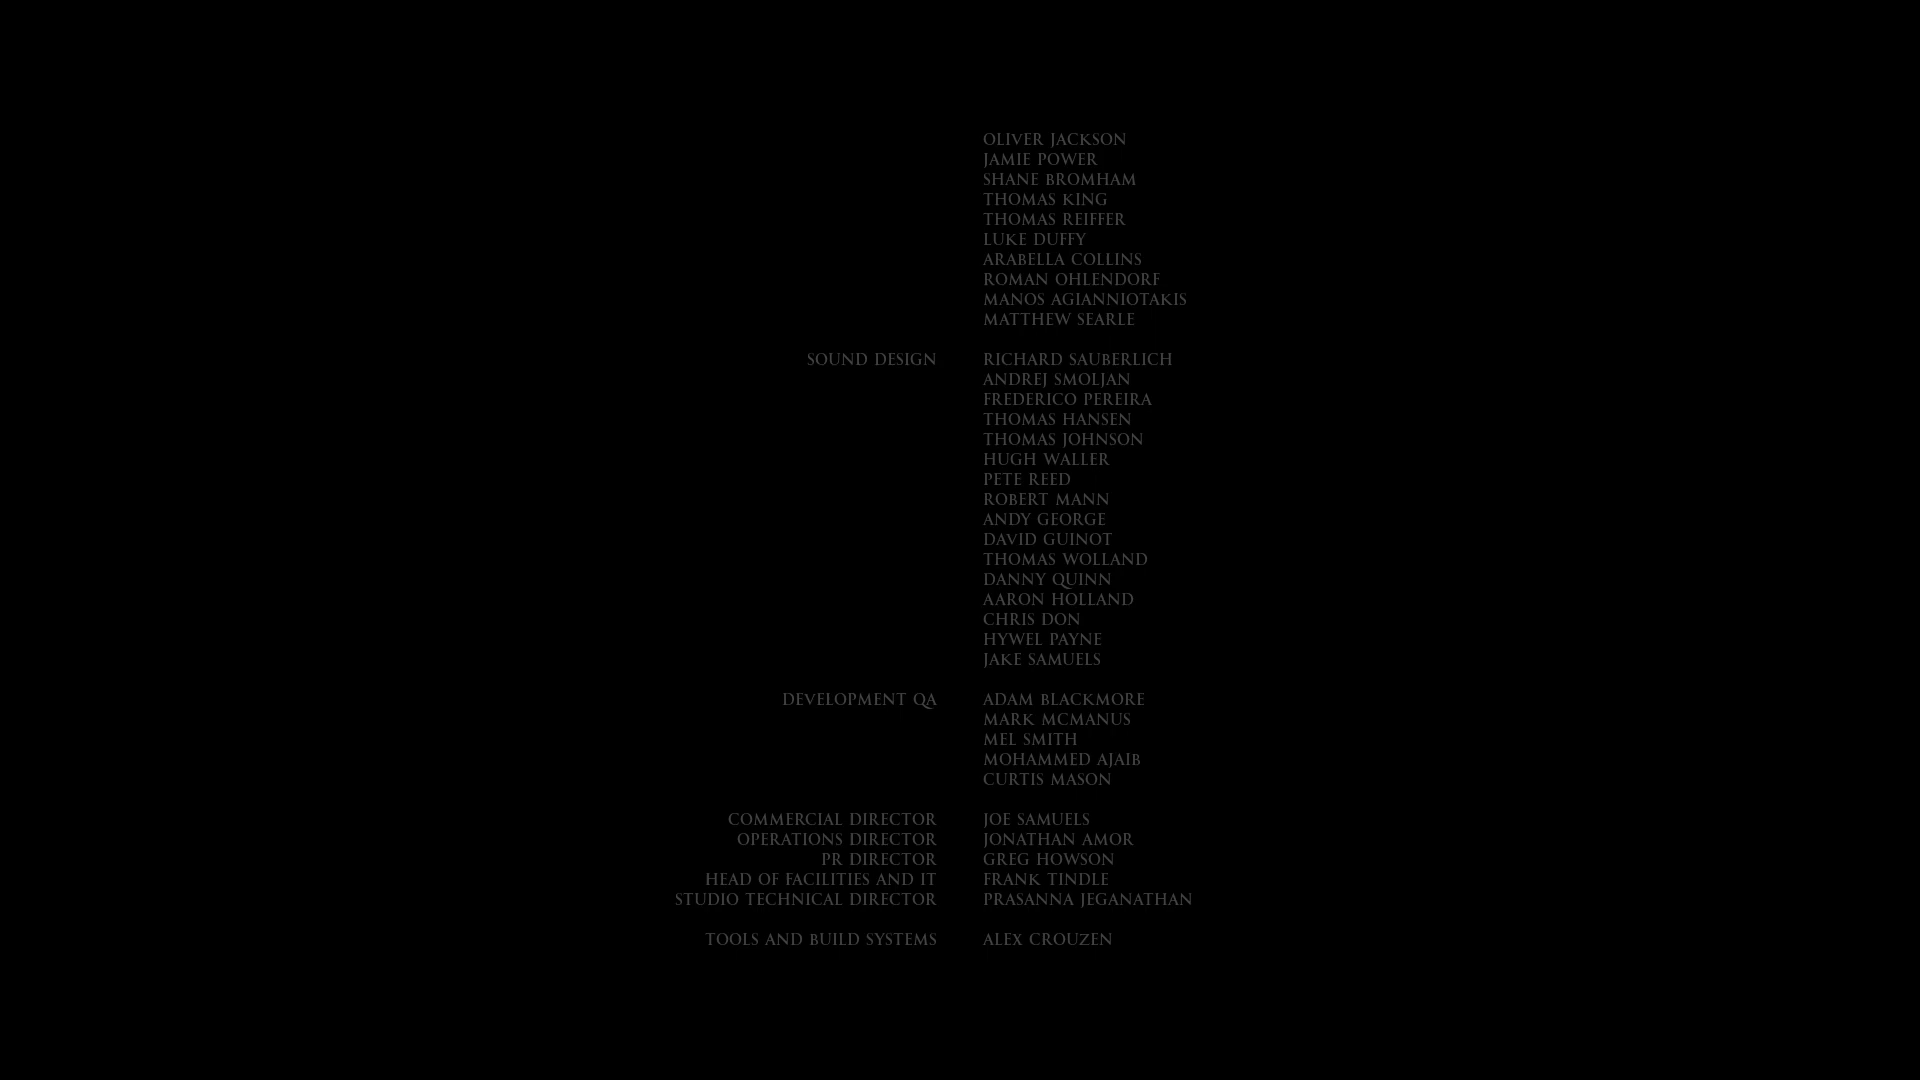 OLIVER JACKSON
JAMIE POWER
SHANE BROMHAM
THOMAS KING
THOMAS REIFFER
LUKE DUFFY
ARABELLA COLLINS
ROMAN OHLENDORF
MANOS AGIANNIOTAKIS
MATTHEW SEARLE
SOUND DESIGN RICHARD SAUBERLICH
ANDREJ SMOLJAN
FREDERICO PEREIRA
THOMAS HANSEN
THOMAS JOHNSON
HUGH WALLER
PETE REED
ROBERT MANN
ANDY GEORGE
DAVID GUINOT
THOMAS WOLLAND
DANNY QUINN
AARON HOLLAND
CHRIS DON
HYWEL PAYNE
JAKE SAMUELS
DEVELOPMENT QA ADAM BLACKMORE
MARK MCMANUS
MEL SMITH
MOHAMMED AJAIB
CURTIS MASON
COMMERCIAL DIRECTOR JOE SAMUELS
OPERATIONS DIRECTOR JONATHAN AMOR
PR DIRECTOR GREG HOWSON
HEAD OF FACILITIES AND IT FRANK TINDLE
STUDIO TECHNICAL DIRECTOR PRASANNA JEGANATHAN
TOOLS AND BUILD SYSTEMS ALEX CROUZEN